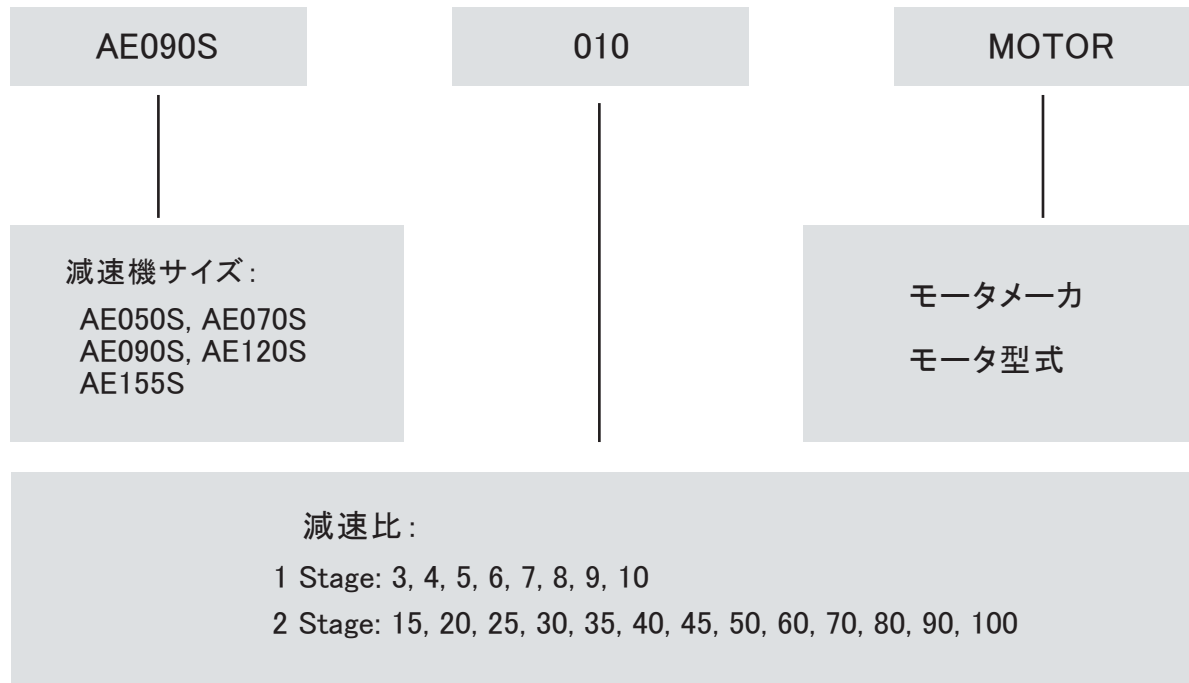 AE090S
010
MOTOR
減速機サイズ:
AE050S, AE070S
AE090S, AE120S
AE155S
モータメーカ
モータ型式
減速比:
1 Stage: 3, 4, 5, 6, 7, 8, 9, 10
2 Stage: 15, 20, 25, 30, 35, 40, 45, 50, 60, 70, 80, 90, 100